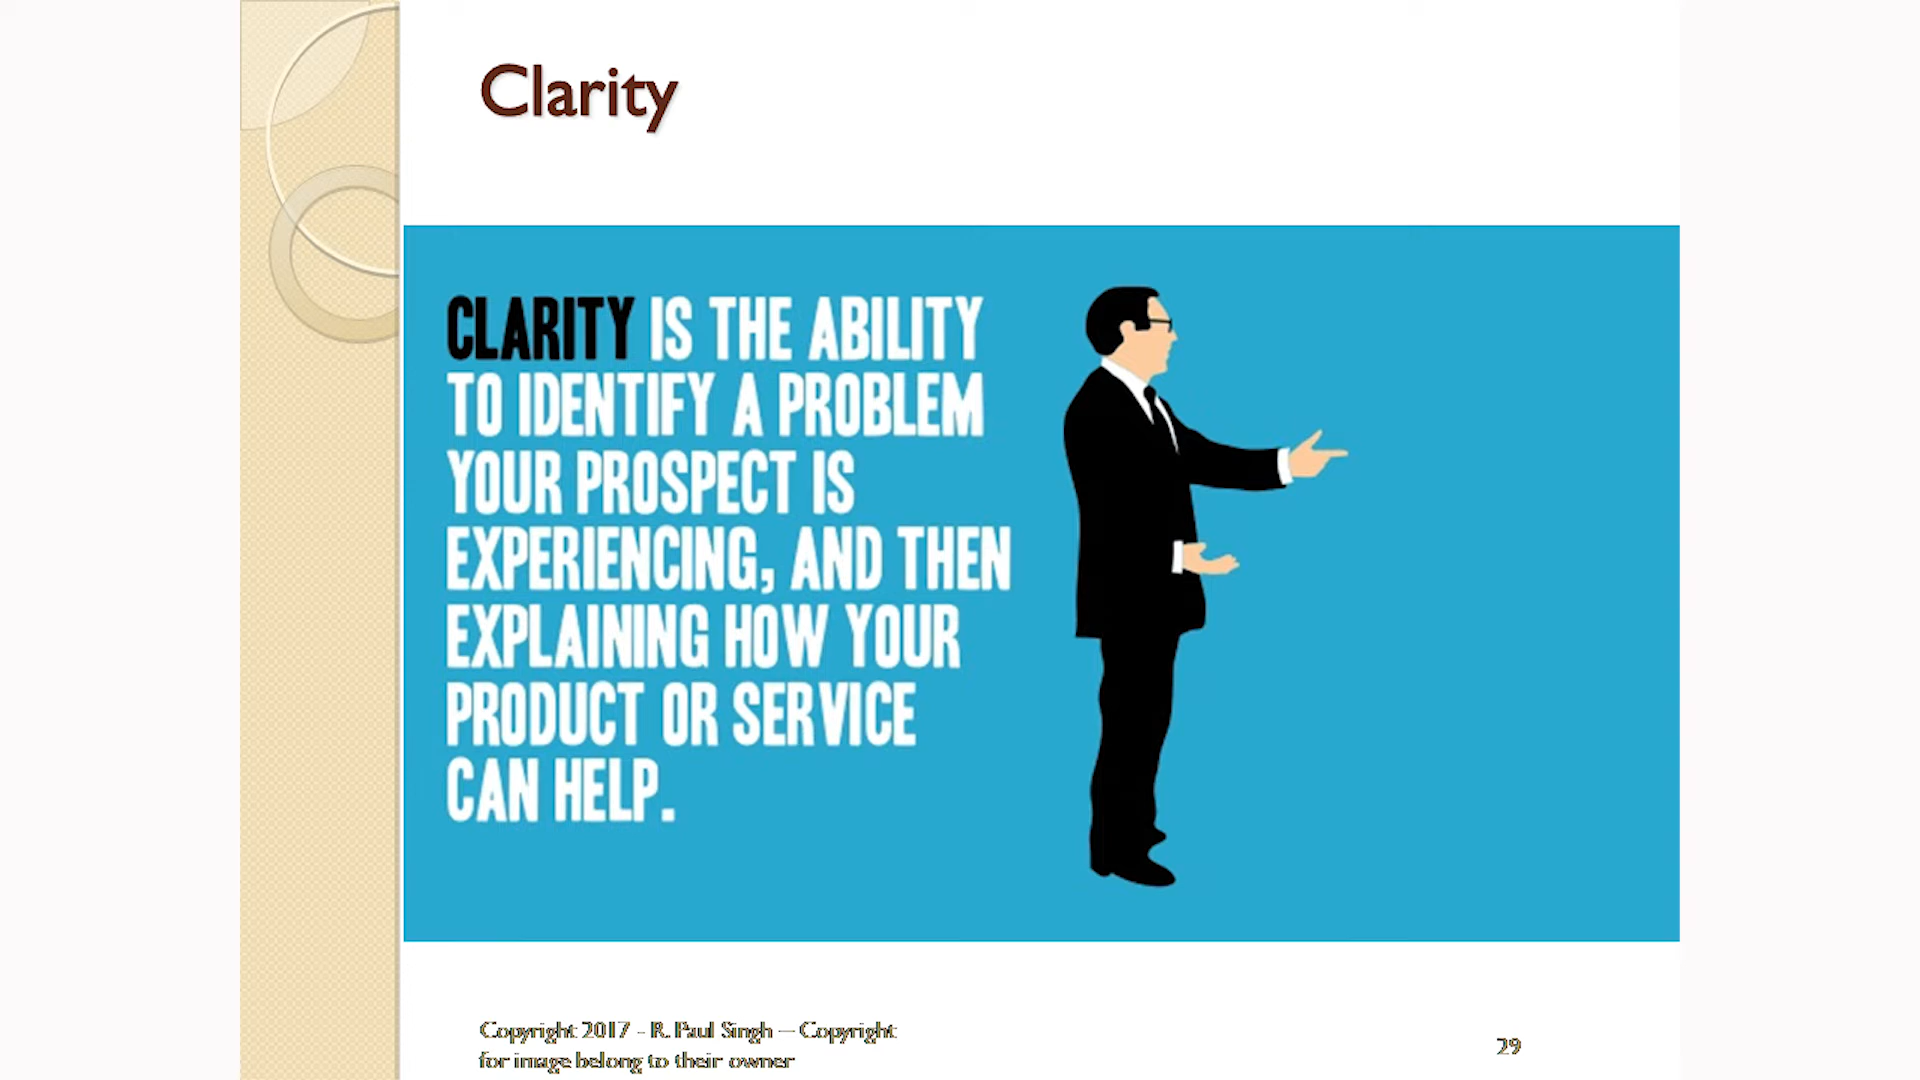 Clarity
CLARITY IS THE ABILITY
TO IDENTIFY A PROBLEM
YOUR PROSPECT IS
EXPERIENCING, AND THEN
EXPLAINING HOW YOUR
PRODUCT OR SERVICE
CAN HELP.
Copyright 2017 - R. Paul Singh – Copyright
for image belong to their owner
29